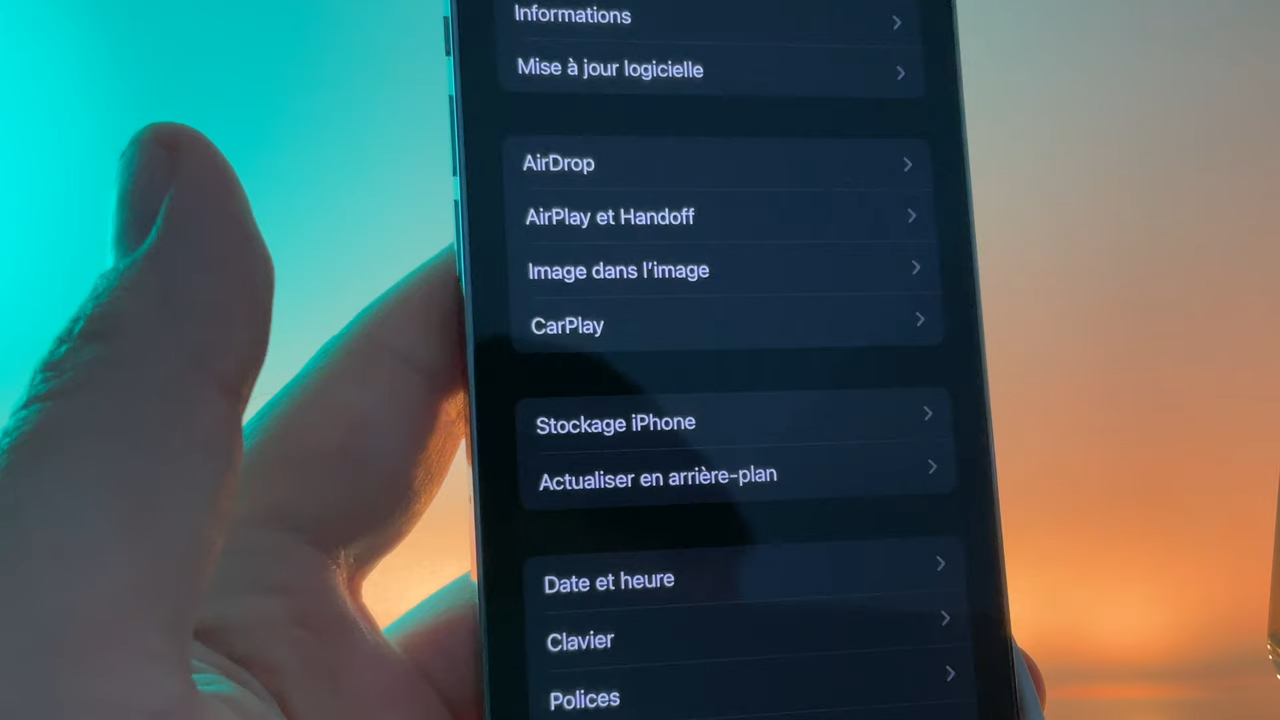 Informations
Mise à jour logicielle
AirDrop
AirPlay et Handoff
Image dans l'image
CarPlay
Stockage iPhone
Actualiser en arrière-plan
Date et heure
Clavier
Polices